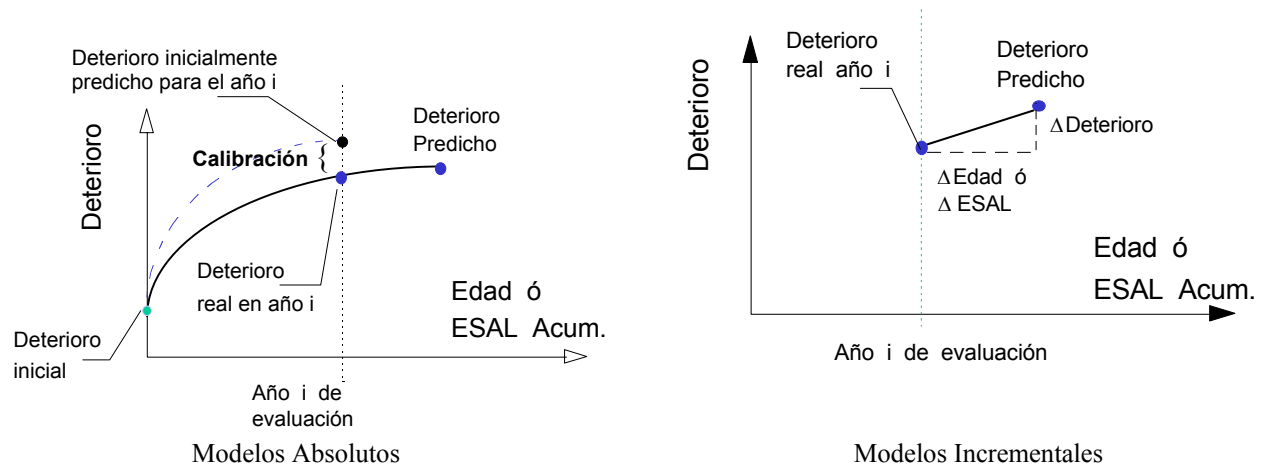 Deterioro inicialmente
predicho para el año i
Deterioro
Predicho
Calibración {
Deterioro
Deterioro
real en año i
Edad ó
ESAL Acum.
Deterioro
inicial
Año i de
evaluación
Modelos Absolutos
Deterioro
real año i
Deterioro
Predicho
Deterioro
Δ Deterioro
Δ Edad ó
Δ ESAL
Edad ó
ESAL Acum.
Año i de evaluación
Modelos Incrementales